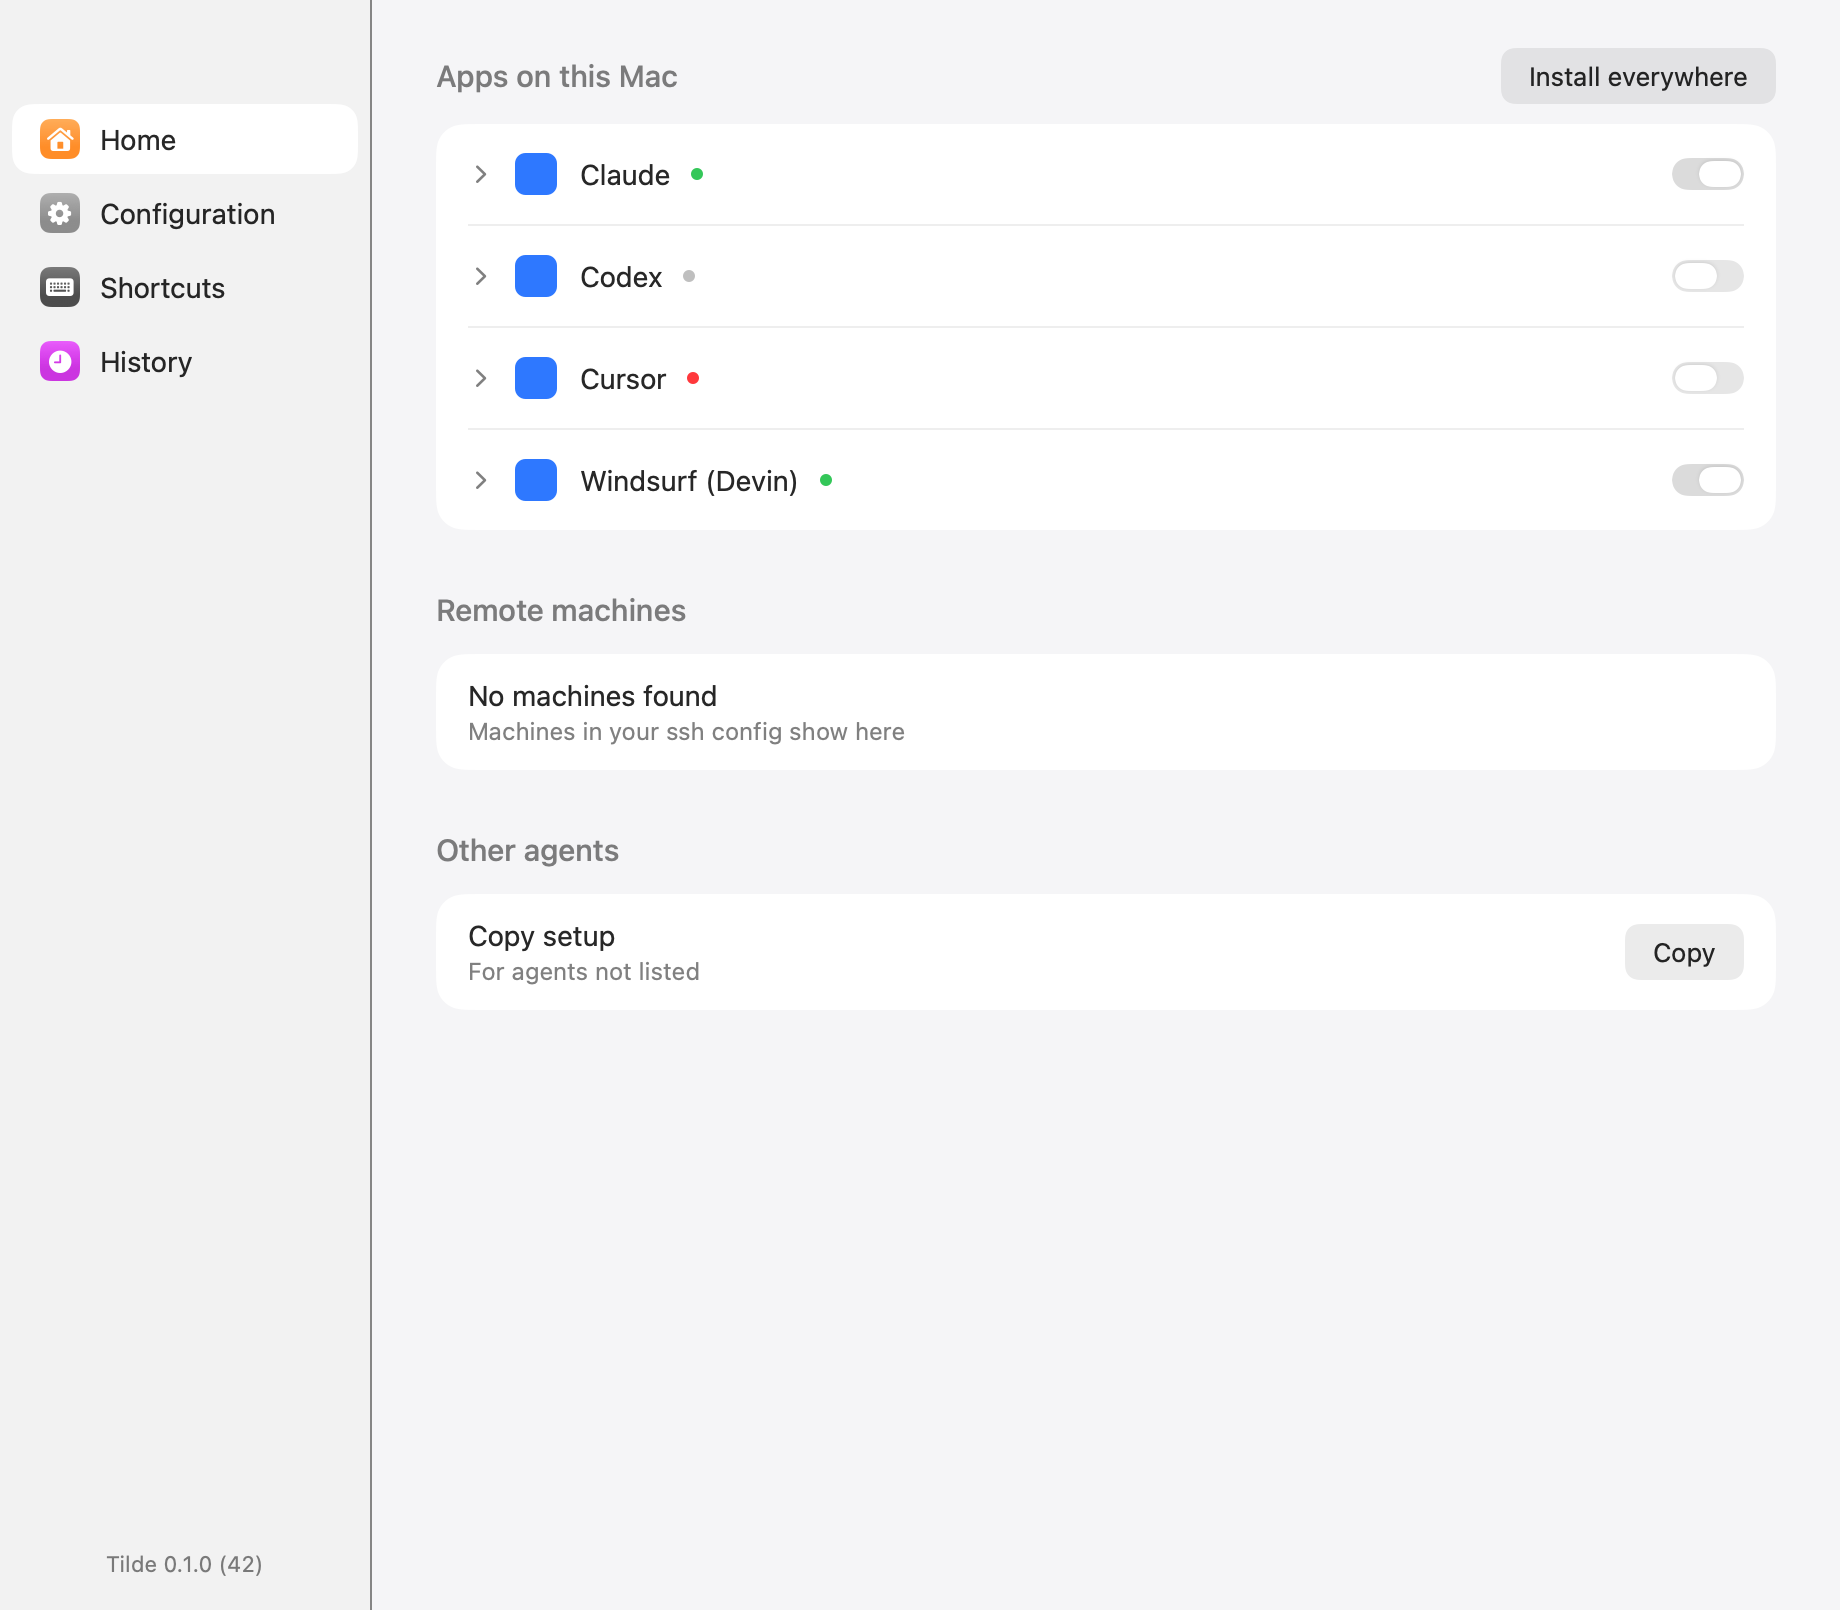 Home
Configuration
Shortcuts
History
Tilde 0.1.0 (42)
Apps on this Mac
Install everywhere
Claude
Codex
Cursor
Windsurf (Devin)
Remote machines
No machines found
Machines in your ssh config show here
Other agents
Copy setup
For agents not listed
Copy